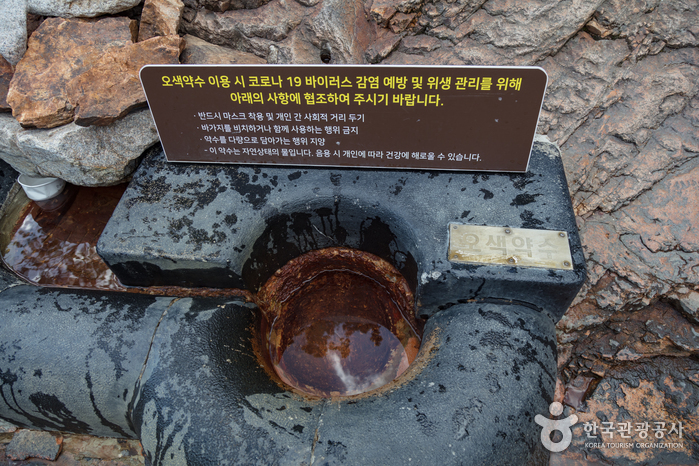 오색약수 이용 시 코로나 19 바이러스 감염 예방 및 위생 관리를 위해
아래의 사항에 협조하여 주시기 바랍니다.
· 반드시 마스크 착용 및 개인 간 사회적 거리 두기
· 바가지를 비치하거나 함께 사용하는 행위 금지
· 약수를 다량으로 담아가는 행위 지양
- 이 약수는 자연상태의 물입니다. 음용 시 개인에 따라 건강에 해로울 수 있습니다.
오색약수
한국관광공사
KOREA TOURISM ORGANIZATION